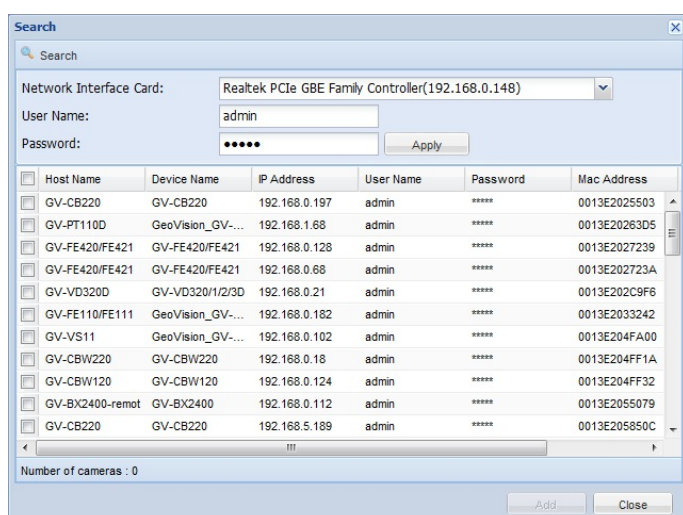 Search
Search
Network Interface Card: Realtek PCIe GBE Family Controller(192.168.0.148)
User Name: admin
Password: ●●●●●
Apply
Host Name Device Name IP Address User Name Password Mac Address
GV-CB220 GV-CB220 192.168.0.197 admin ***** 0013E2025503
GV-PT110D GeoVision_GV-... 192.168.1.68 admin ***** 0013E20263D5
GV-FE420/FE421 GV-FE420/FE421 192.168.0.128 admin ***** 0013E2027239
GV-FE420/FE421 GV-FE420/FE421 192.168.0.68 admin ***** 0013E202723A
GV-VD320D GV-VD320/1/2/3D 192.168.0.21 admin ***** 0013E202C9F6
GV-FE110/FE111 GeoVision_GV-... 192.168.0.182 admin ***** 0013E2033242
GV-VS11 GeoVision_GV-... 192.168.0.102 admin ***** 0013E204FA00
GV-CBW220 GV-CBW220 192.168.0.18 admin ***** 0013E204FF1A
GV-CBW120 GV-CBW120 192.168.0.124 admin ***** 0013E204FF32
GV-BX2400-remot GV-BX2400 192.168.0.112 admin ***** 0013E2055079
GV-CB220 GV-CB220 192.168.5.189 admin ***** 0013E205850C
Number of cameras : 0
Add Close